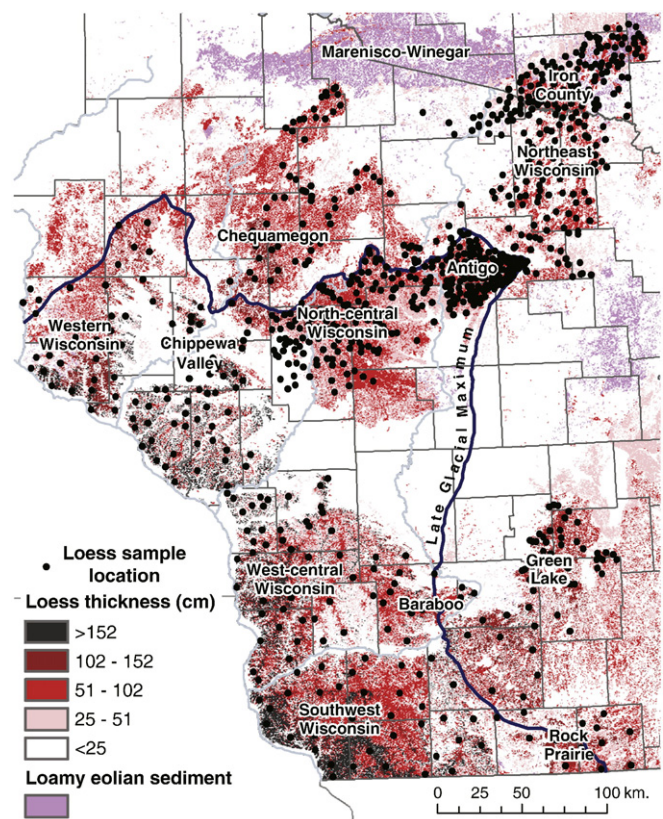 Marenisco-Winegar
Iron
County
Northeast
Wisconsin
Chequamegon
Antigo
North-central
Wisconsin
Western
Wisconsin
Chippewa
Valley
Late Glacial Maximum
Green
Lake
West-central
Wisconsin
Baraboo
Southwest
Wisconsin
Rock
Prairie
Loess sample
location
Loess thickness (cm)
>152
102 - 152
51 - 102
25 - 51
<25
Loamy eolian sediment
0 25 50 100 km.